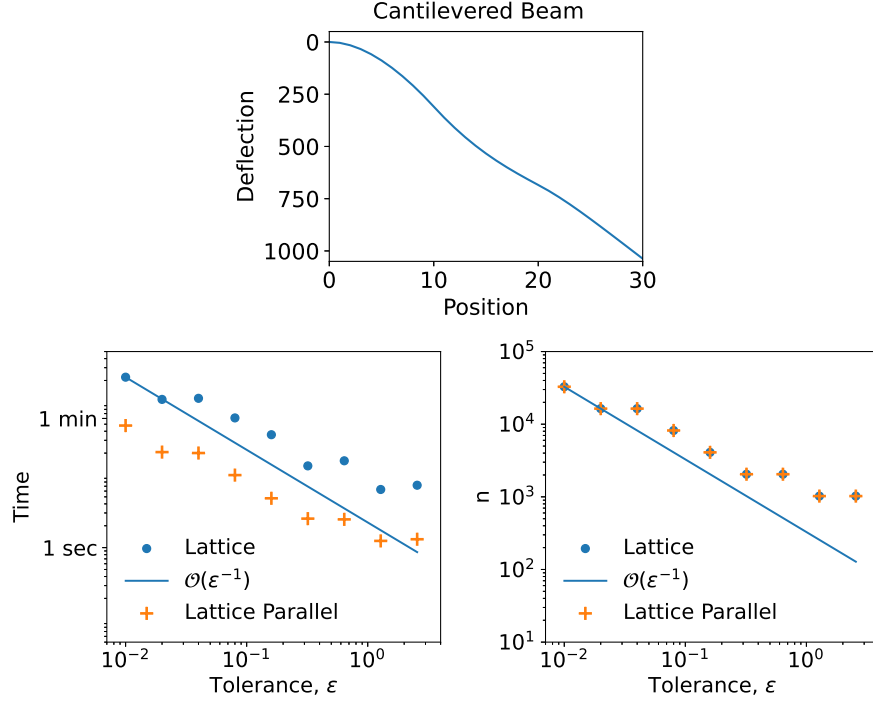 Cantilevered Beam
0
250
500
750
1000
Deflection
0 10 20 30
Position
1 min
1 sec
Time
Lattice
𝒪(ε⁻¹)
Lattice Parallel
10⁻² 10⁻¹ 10⁰
Tolerance, ε
10⁵
10⁴
10³
10²
10¹
n
Lattice
𝒪(ε⁻¹)
Lattice Parallel
10⁻² 10⁻¹ 10⁰
Tolerance, ε